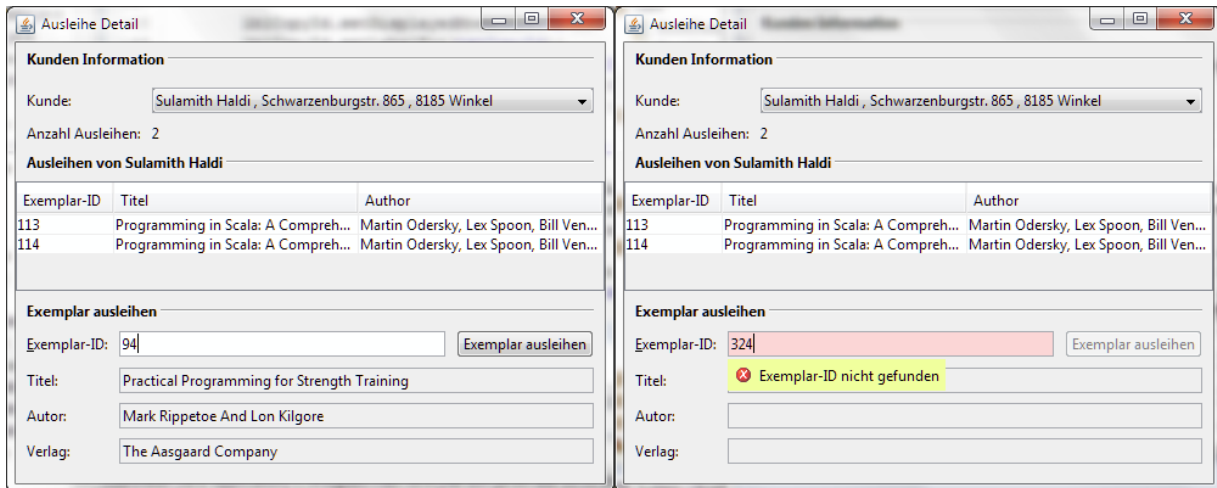 Ausleihe Detail
Kunden Information
Kunde: Sulamith Haldi , Schwarzenburgstr. 865 , 8185 Winkel
Anzahl Ausleihen: 2
Ausleihen von Sulamith Haldi
Exemplar-ID Titel Author
113 Programming in Scala: A Compreh... Martin Odersky, Lex Spoon, Bill Ven...
114 Programming in Scala: A Compreh... Martin Odersky, Lex Spoon, Bill Ven...
Exemplar ausleihen
Exemplar-ID: 94 Exemplar ausleihen
Titel: Practical Programming for Strength Training
Autor: Mark Rippetoe And Lon Kilgore
Verlag: The Aasgaard Company
Ausleihe Detail
Kunden Information
Kunde: Sulamith Haldi , Schwarzenburgstr. 865 , 8185 Winkel
Anzahl Ausleihen: 2
Ausleihen von Sulamith Haldi
Exemplar-ID Titel Author
113 Programming in Scala: A Compreh... Martin Odersky, Lex Spoon, Bill Ven...
114 Programming in Scala: A Compreh... Martin Odersky, Lex Spoon, Bill Ven...
Exemplar ausleihen
Exemplar-ID: 324 Exemplar ausleihen
Titel: Exemplar-ID nicht gefunden
Autor:
Verlag: